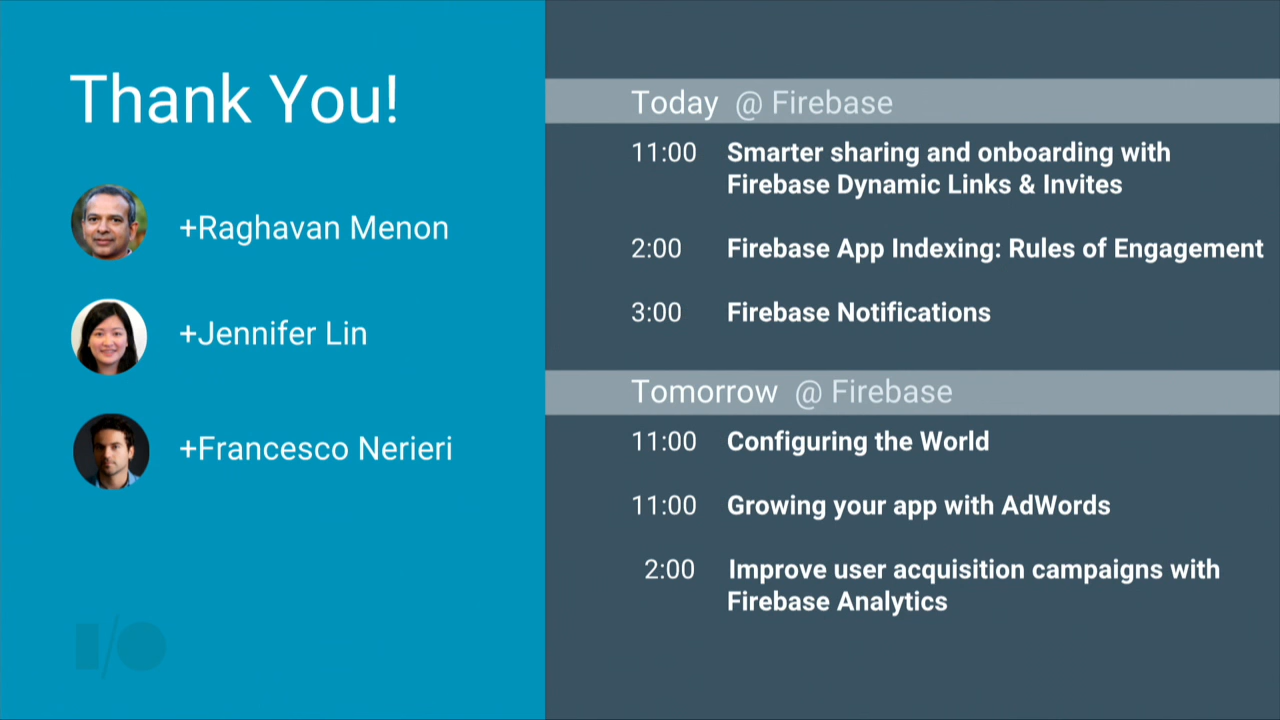 Thank You!
+Raghavan Menon
+Jennifer Lin
+Francesco Nerieri
I/O
Today @ Firebase
11:00 Smarter sharing and onboarding with
Firebase Dynamic Links & Invites
2:00 Firebase App Indexing: Rules of Engagement
3:00 Firebase Notifications
Tomorrow @ Firebase
11:00 Configuring the World
11:00 Growing your app with AdWords
2:00 Improve user acquisition campaigns with
Firebase Analytics